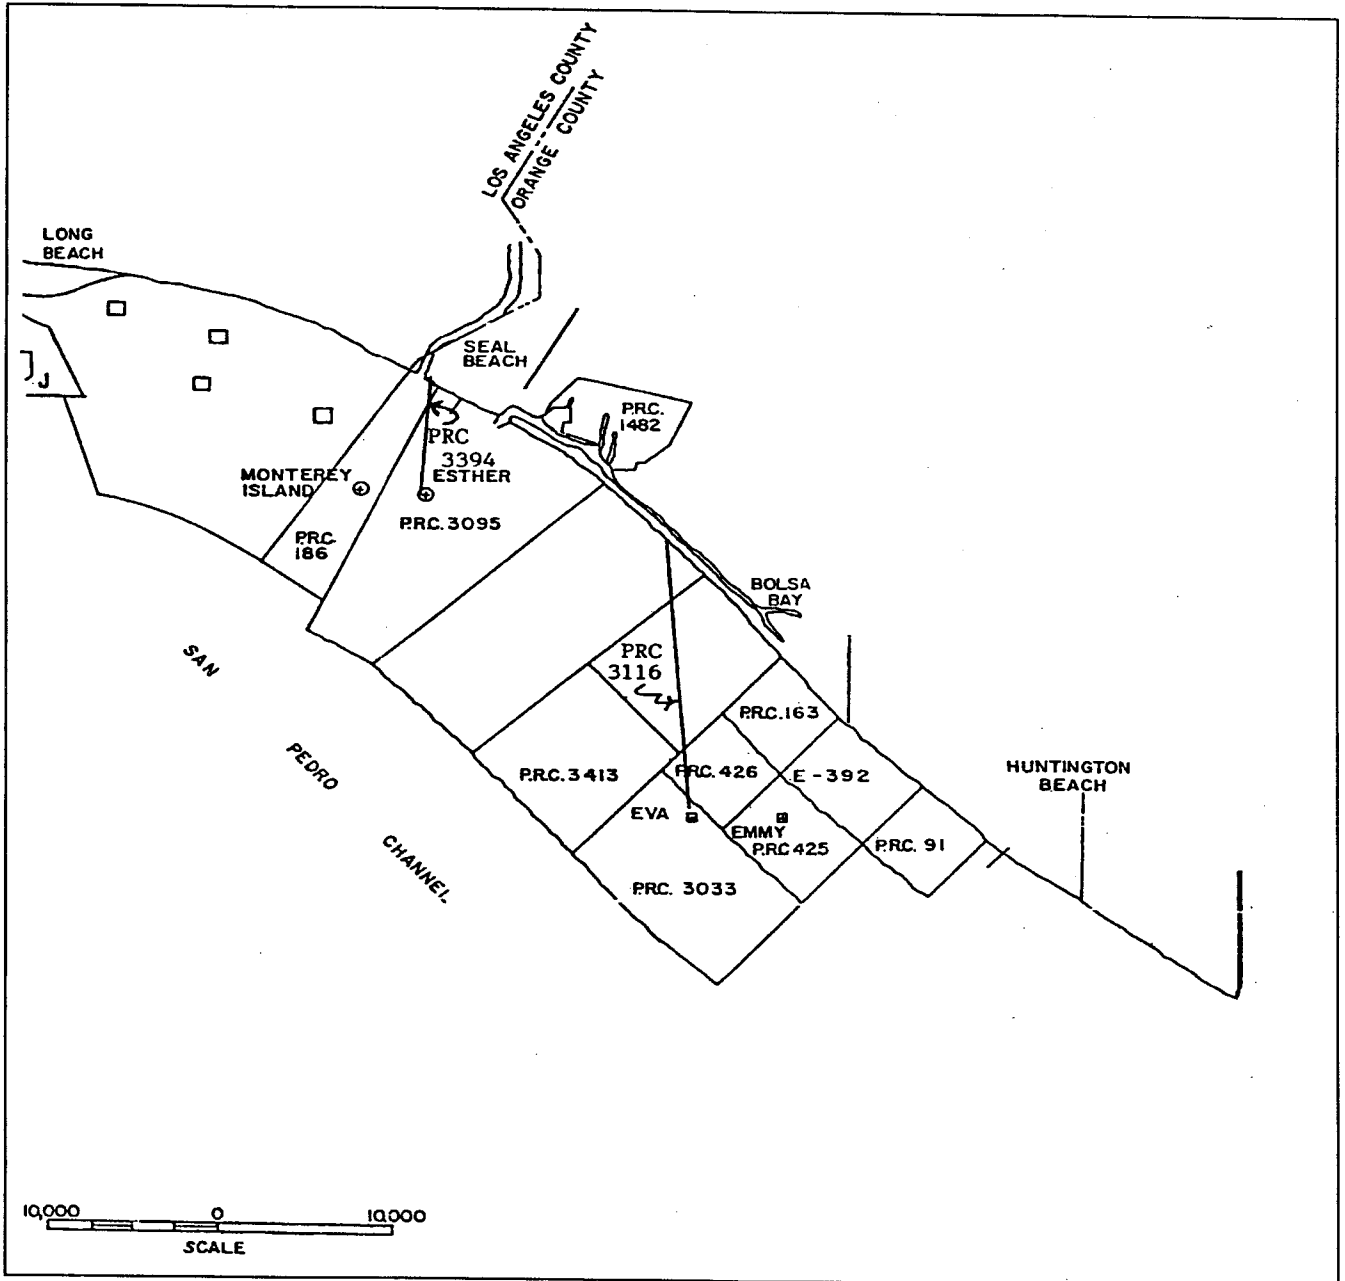 LOS ANGELES COUNTY
ORANGE COUNTY
LONG
BEACH
SEAL
BEACH
P.R.C.
1482
J
PRC
3394
MONTEREY
ISLAND
ESTHER
P.R.C. 3095
P.R.C.
186
BOLSA
BAY
SAN
PEDRO
CHANNEL
PRC
3116
P.R.C. 163
P.R.C. 3413
P.R.C. 426
E-392
HUNTINGTON
BEACH
EVA
EMMY
P.R.C 425
P.R.C. 91
P.R.C. 3033
10,000 0 10,000
SCALE